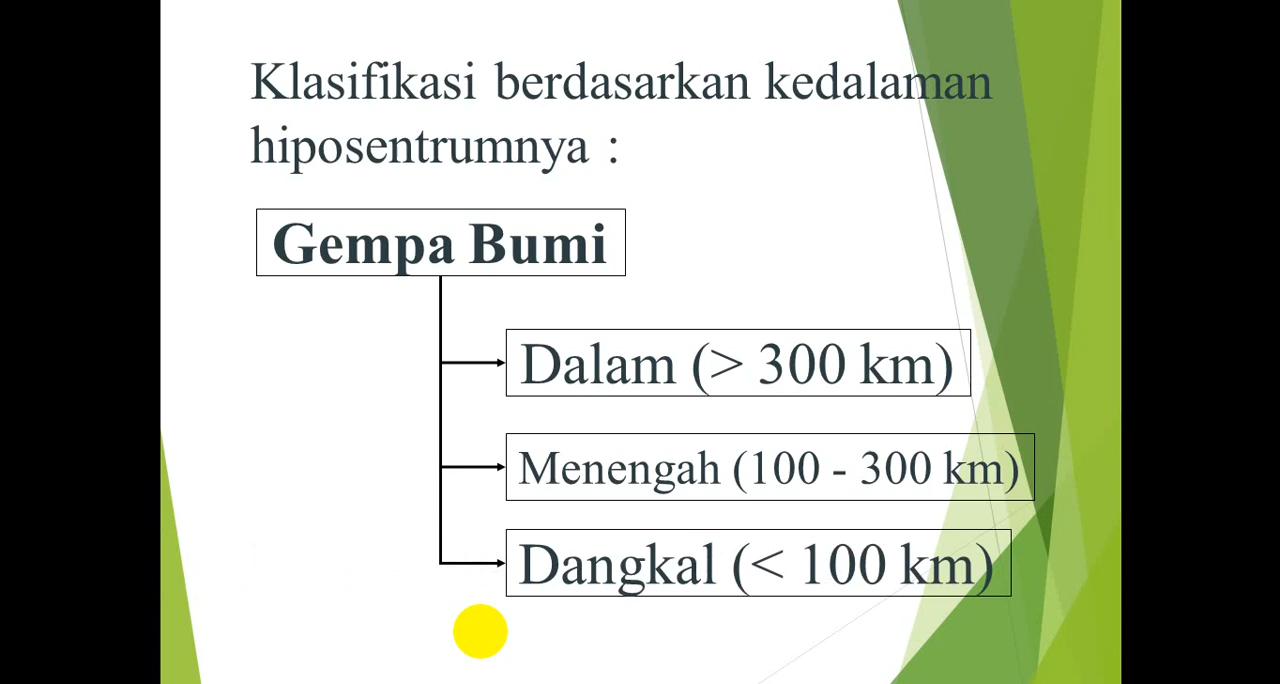 Klasifikasi berdasarkan kedalaman
hiposentrumnya :
Gempa Bumi
Dalam (> 300 km)
Menengah (100 - 300 km)
Dangkal (< 100 km)